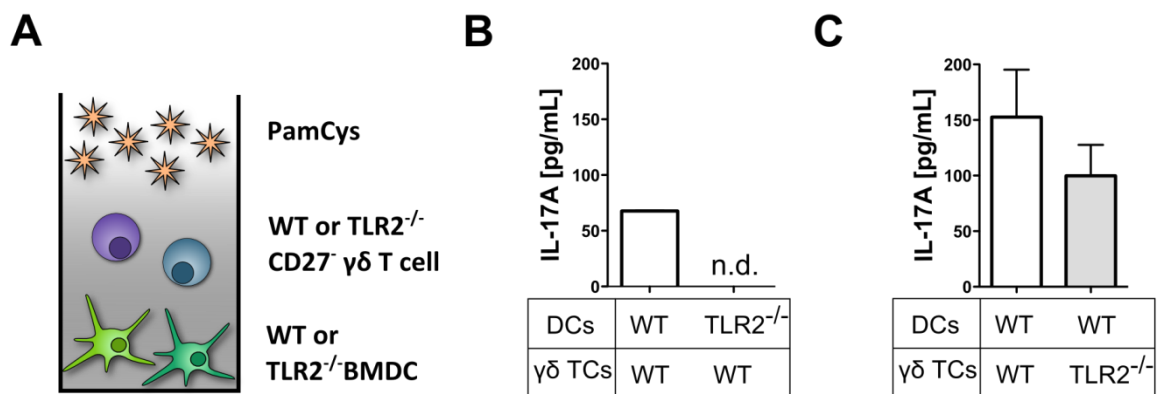 A
PamCys
WT or TLR2-/-
CD27- γδ T cell
WT or
TLR2-/-BMDC
B
IL-17A [pg/mL]
200
150
100
50
0
n.d.
DCs WT TLR2-/-
γδ TCs WT WT
C
IL-17A [pg/mL]
200
150
100
50
0
DCs WT WT
γδ TCs WT TLR2-/-